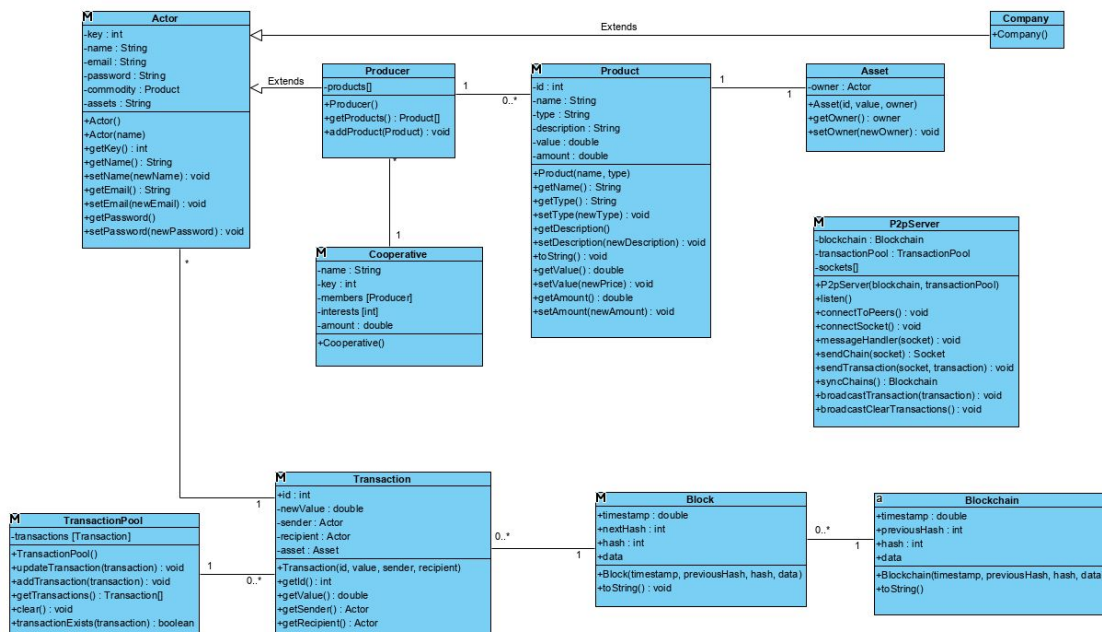 M
Actor
-key : int
-name : String
-email : String
-password : String
-commodity : Product
-assets : String
+Actor()
+Actor(name)
+getKey() : int
+getName() : String
+setName(newName) : void
+getEmail() : String
+setEmail(newEmail) : void
+getPassword()
+setPassword(newPassword) : void
Extends
Company
+Company()
Extends
Producer
-products[]
+Producer()
+getProducts() : Product[]
+addProduct(Product) : void
1
0..*
M
Product
-id : int
-name : String
-type : String
-description : String
-value : double
-amount : double
+Product(name, type)
+getName() : String
+getType() : String
+setType(newType) : void
+getDescription()
+setDescription(newDescription) : void
+toString() : void
+getValue() : double
+setValue(newPrice) : void
+getAmount() : double
+setAmount(newAmount) : void
1
1
Asset
-owner : Actor
+Asset(id, value, owner)
+getOwner() : owner
+setOwner(newOwner) : void
*
1
M
Cooperative
-name : String
-key : int
-members [Producer]
-interests [int]
-amount : double
+Cooperative()
P2pServer
-blockchain : Blockchain
-transactionPool : TransactionPool
-sockets[]
+P2pServer(blockchain, transactionPool)
+listen()
+connectToPeers() : void
+connectSocket() : void
+messageHandler(socket) : void
+sendChain(socket) : Socket
+sendTransaction(socket, transaction) : void
+syncChains() : Blockchain
+broadcastTransaction(transaction) : void
+broadcastClearTransactions() : void
*
1
M
TransactionPool
-transactions [Transaction]
+TransactionPool()
+updateTransaction(transaction) : void
+addTransaction(transaction) : void
+getTransactions() : Transaction[]
+clear() : void
+transactionExists(transaction) : boolean
1
0..*
M
Transaction
+id : int
-newValue : double
-sender : Actor
-recipient : Actor
-asset : Asset
+Transaction(id, value, sender, recipient)
+getId() : int
+getValue() : double
+getSender() : Actor
+getRecipient() : Actor
0..*
1
M
Block
+timestamp : double
+nextHash : int
+hash : int
+data
+Block(timestamp, previousHash, hash, data)
+toString() : void
0..*
1
a
Blockchain
+timestamp : double
+previousHash : int
+hash : int
+data
+Blockchain(timestamp, previousHash, hash, data)
+toString()